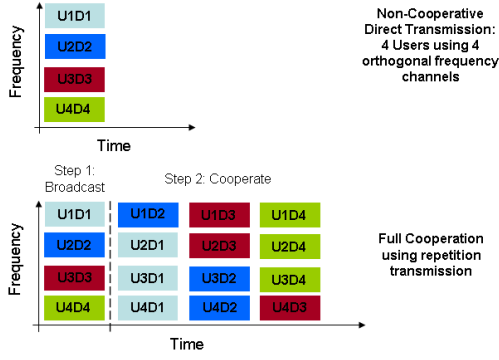 Frequency
U1D1
U2D2
U3D3
U4D4
Time
Non-Cooperative
Direct Transmission:
4 Users using 4
orthogonal frequency
channels
Step 1:
Broadcast
Step 2: Cooperate
Frequency
U1D1 U1D2 U1D3 U1D4
U2D2 U2D1 U2D3 U2D4
U3D3 U3D1 U3D2 U3D4
U4D4 U4D1 U4D2 U4D3
Time
Full Cooperation
using repetition
transmission